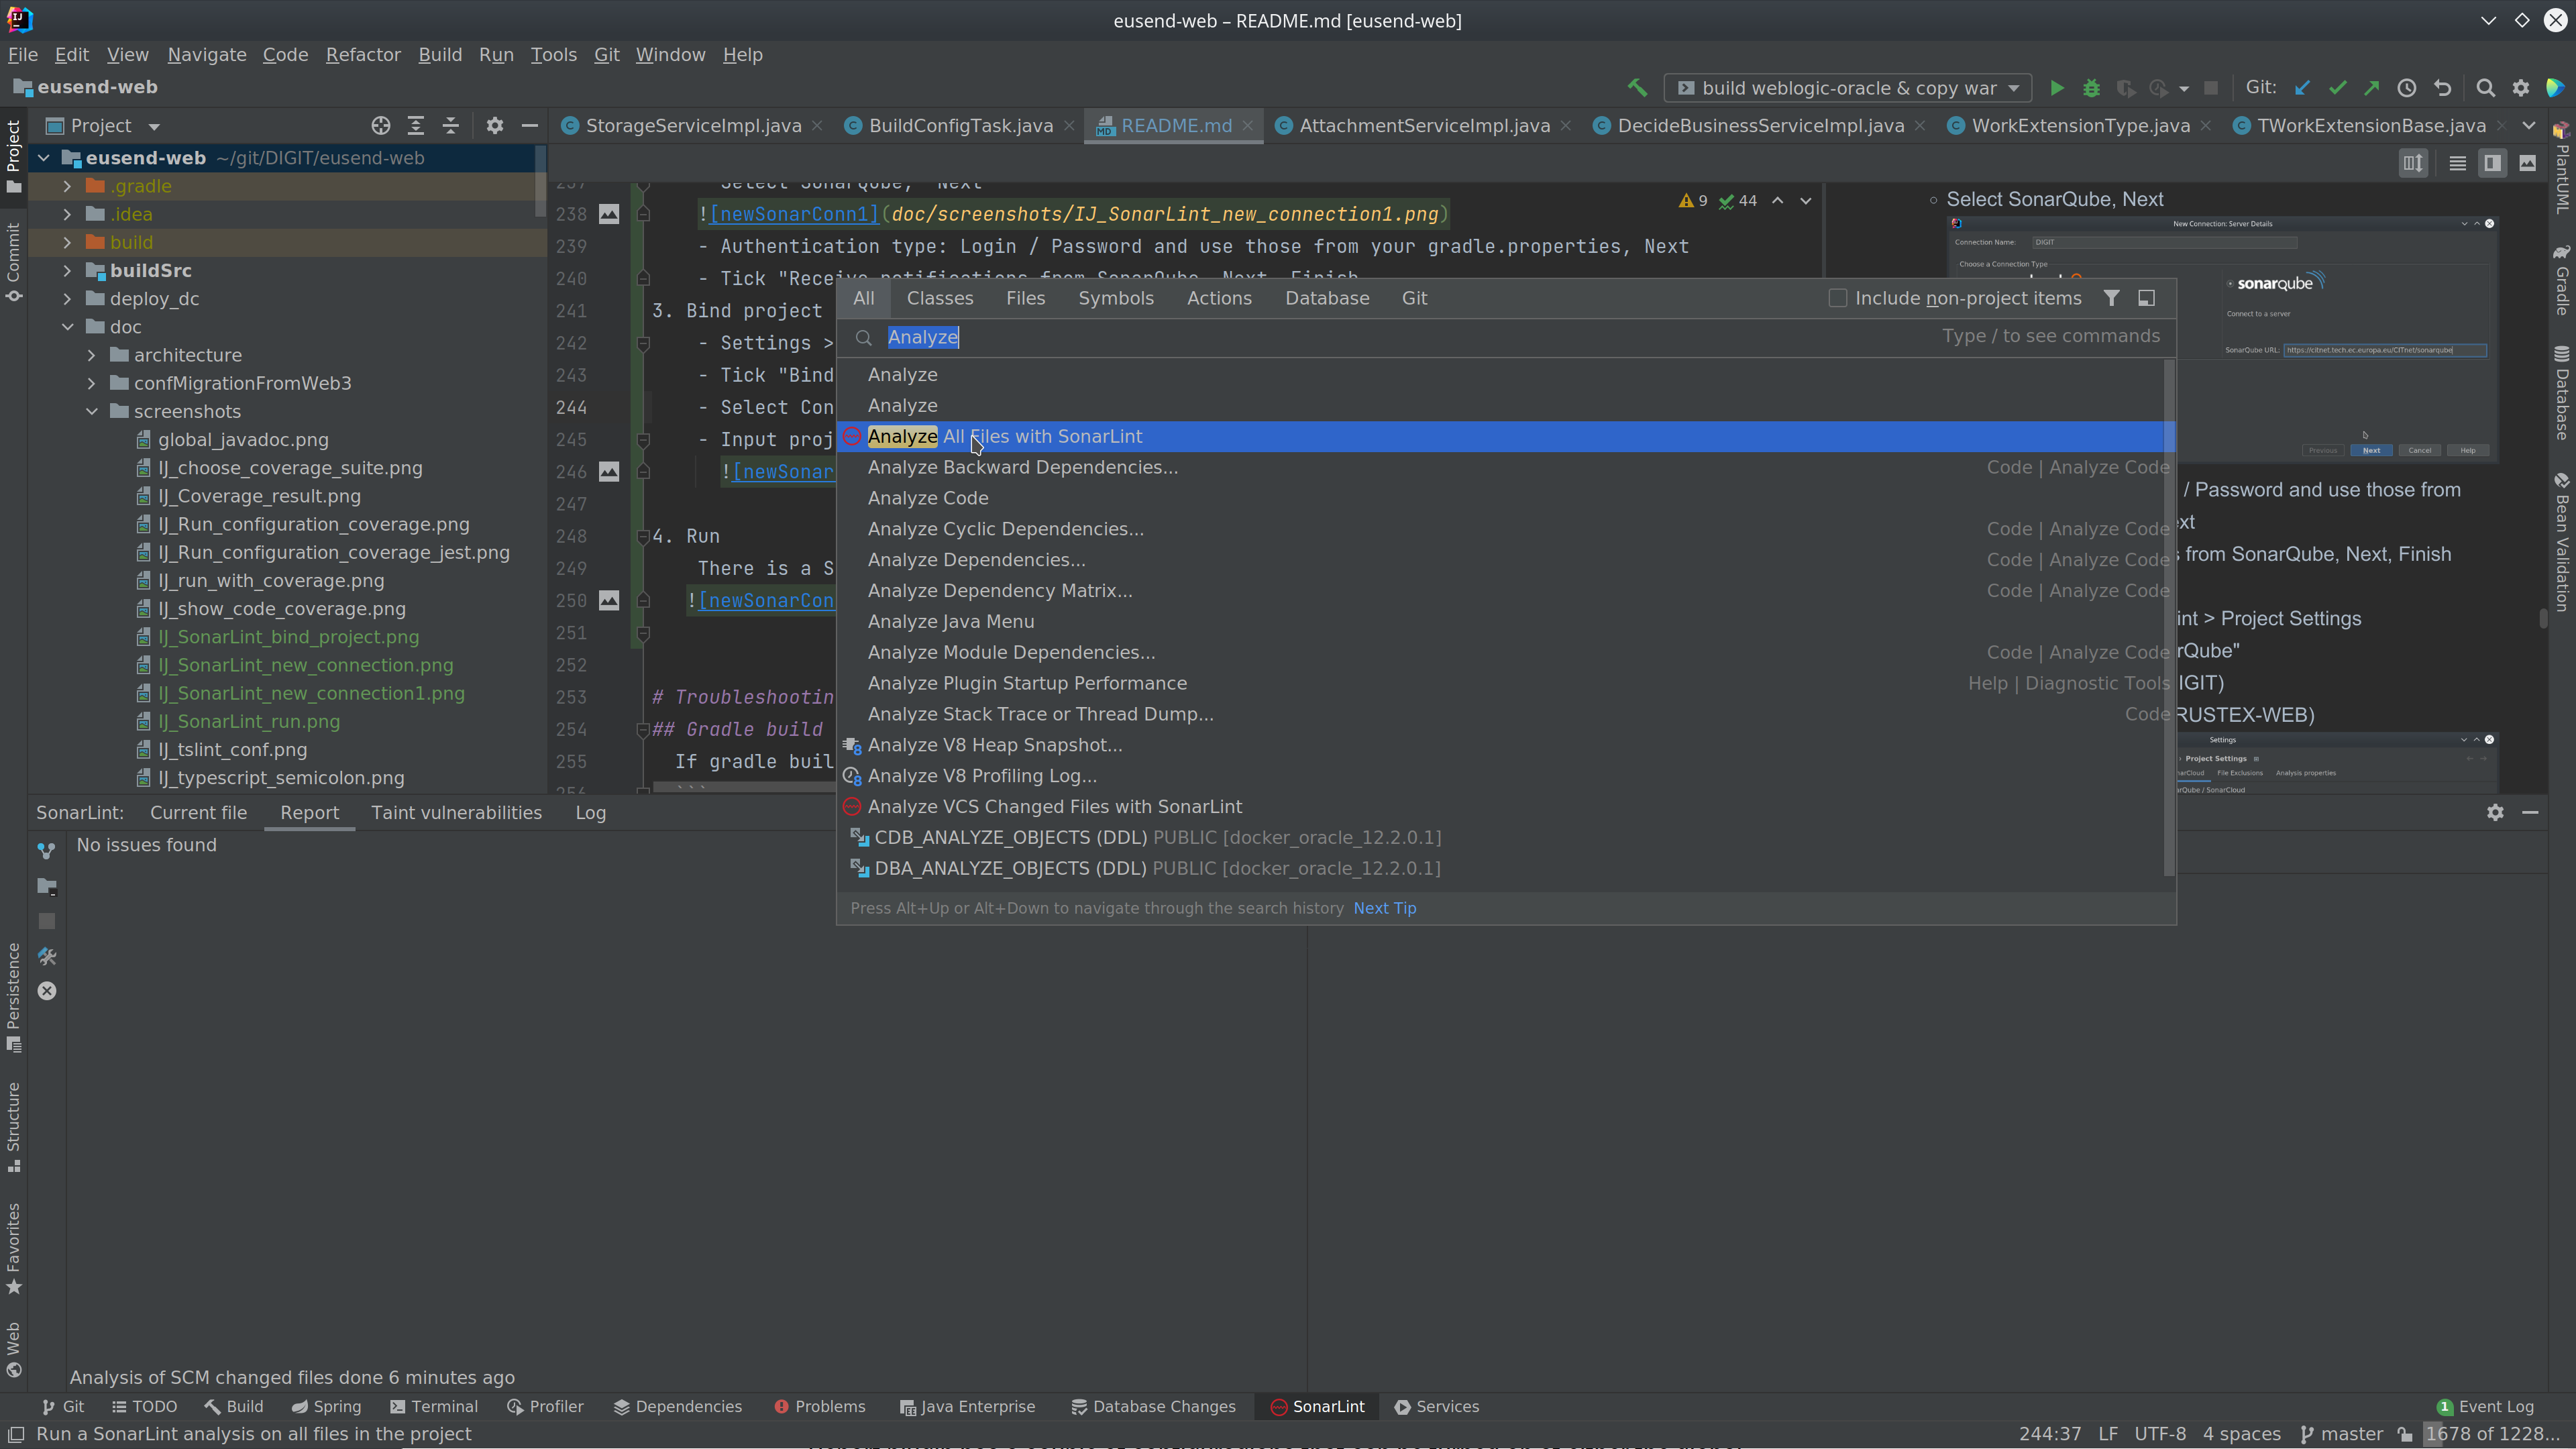 eusend-web – README.md [eusend-web]
File Edit View Navigate Code Refactor Build Run Tools Git Window Help
eusend-web
build weblogic-oracle & copy war
Git:
Project
StorageServiceImpl.java
BuildConfigTask.java
README.md
AttachmentServiceImpl.java
DecideBusinessServiceImpl.java
WorkExtensionType.java
TWorkExtensionBase.java
Project
Commit
Persistence
Structure
Favorites
Web
eusend-web ~/git/DIGIT/eusend-web
.gradle
.idea
build
buildSrc
deploy_dc
doc
architecture
confMigrationFromWeb3
screenshots
global_javadoc.png
IJ_choose_coverage_suite.png
IJ_Coverage_result.png
IJ_Run_configuration_coverage.png
IJ_Run_configuration_coverage_jest.png
IJ_run_with_coverage.png
IJ_show_code_coverage.png
IJ_SonarLint_bind_project.png
IJ_SonarLint_new_connection.png
IJ_SonarLint_new_connection1.png
IJ_SonarLint_run.png
IJ_tslint_conf.png
IJ_typescript_semicolon.png
237 - Select SonarQube, Next
238 ![newSonarConn1](doc/screenshots/IJ_SonarLint_new_connection1.png)
9 44
239 - Authentication type: Login / Password and use those from your gradle.properties, Next
240 - Tick "Receive notifications from SonarQube, Next, Finish
241 3. Bind project
242 - Settings >
243 - Tick "Bind
244 - Select Con
245 - Input proj
246 ![newSonar
247
248 4. Run
249 There is a S
250 ![newSonarCon
251
252
253 # Troubleshootin
254 ## Gradle build
255 If gradle buil
256 ```
All Classes Files Symbols Actions Database Git
Include non-project items
Analyze
Type / to see commands
Analyze
Analyze
Analyze All Files with SonarLint
Analyze Backward Dependencies... Code | Analyze Code
Analyze Code
Analyze Cyclic Dependencies... Code | Analyze Code
Analyze Dependencies... Code | Analyze Code
Analyze Dependency Matrix... Code | Analyze Code
Analyze Java Menu
Analyze Module Dependencies... Code | Analyze Code
Analyze Plugin Startup Performance Help | Diagnostic Tools
Analyze Stack Trace or Thread Dump... Code
Analyze V8 Heap Snapshot...
Analyze V8 Profiling Log...
Analyze VCS Changed Files with SonarLint
CDB_ANALYZE_OBJECTS (DDL) PUBLIC [docker_oracle_12.2.0.1]
DBA_ANALYZE_OBJECTS (DDL) PUBLIC [docker_oracle_12.2.0.1]
Press Alt+Up or Alt+Down to navigate through the search history Next Tip
Select SonarQube, Next
New Connection: Server Details
Connection Name: DIGIT
Choose a Connection Type
sonarqube
Connect to a server
SonarQube URL: https://citnet.tech.ec.europa.eu/CITnet/sonarqube
Previous Next Cancel Help
/ Password and use those from
ext
s from SonarQube, Next, Finish
int > Project Settings
rQube"
IGIT)
RUSTEX-WEB)
Settings
Project Settings
arCloud File Exclusions Analysis properties
Qube / SonarCloud
PlantUML
Gradle
Database
Bean Validation
SonarLint: Current file Report Taint vulnerabilities Log
No issues found
Analysis of SCM changed files done 6 minutes ago
Git TODO Build Spring Terminal Profiler Dependencies Problems Java Enterprise Database Changes SonarLint Services
1 Event Log
Run a SonarLint analysis on all files in the project
244:37 LF UTF-8 4 spaces master 1678 of 1228...